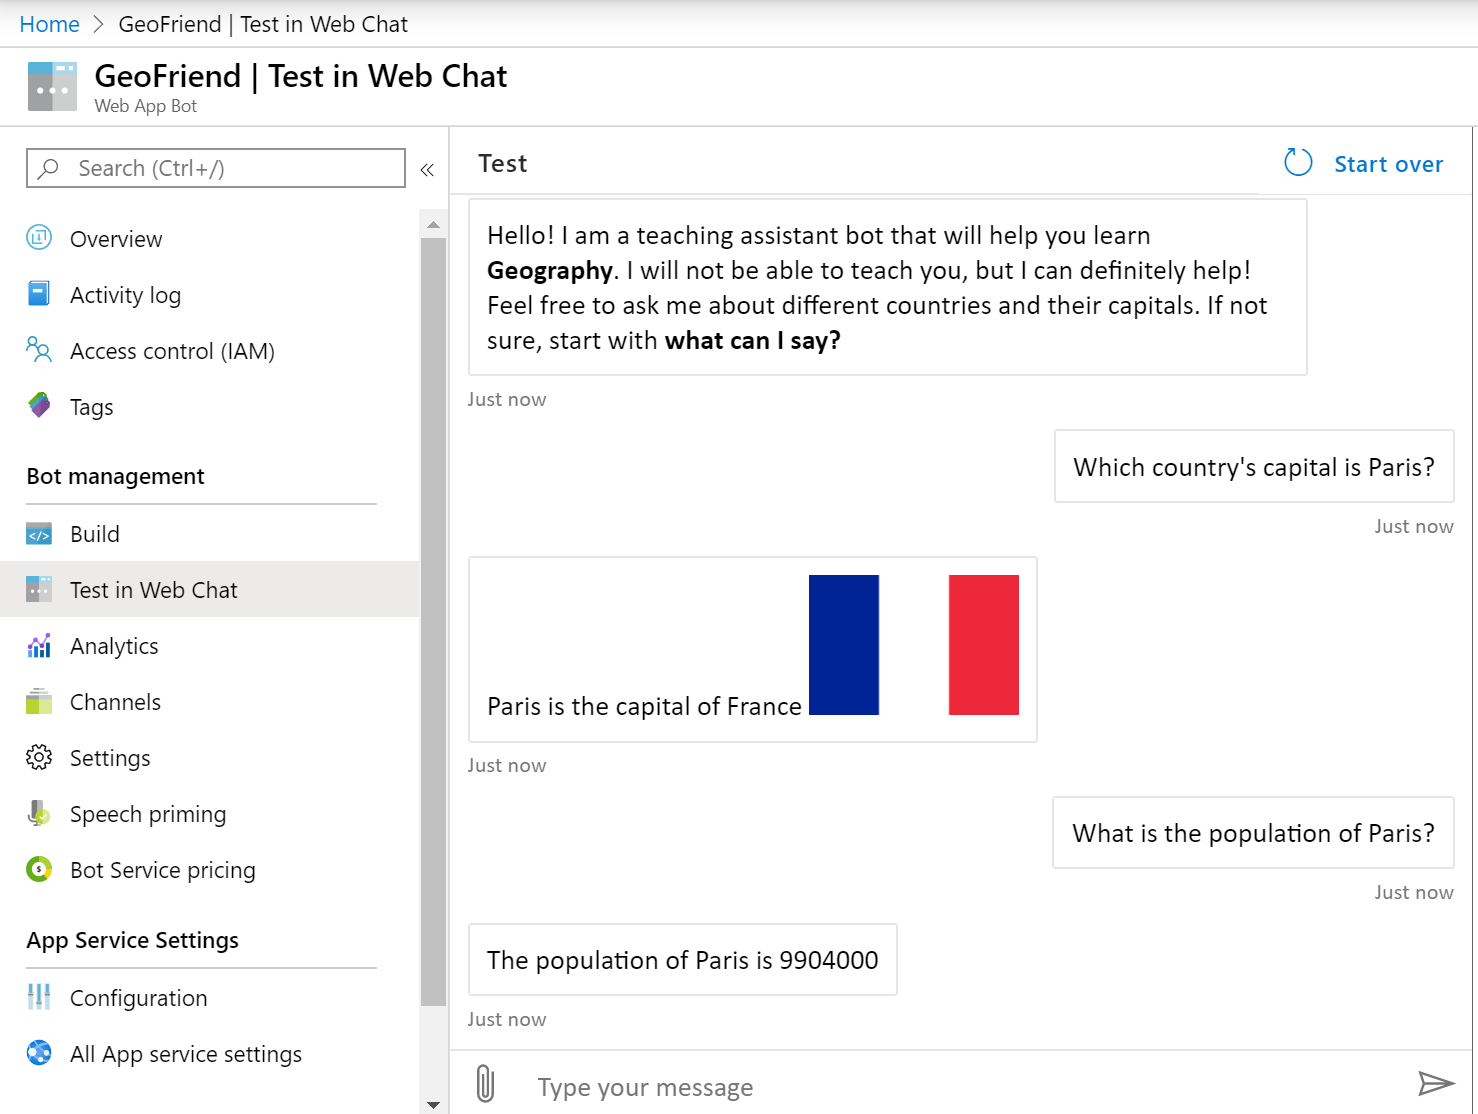 Home > GeoFriend | Test in Web Chat
GeoFriend | Test in Web Chat
Web App Bot
Search (Ctrl+/)
«
Overview
Activity log
Access control (IAM)
Tags
Bot management
Build
Test in Web Chat
Analytics
Channels
Settings
Speech priming
Bot Service pricing
App Service Settings
Configuration
All App service settings
Test
Start over
Hello! I am a teaching assistant bot that will help you learn
Geography. I will not be able to teach you, but I can definitely help!
Feel free to ask me about different countries and their capitals. If not
sure, start with what can I say?
Just now
Which country's capital is Paris?
Just now
Paris is the capital of France
Just now
What is the population of Paris?
Just now
The population of Paris is 9904000
Just now
Type your message